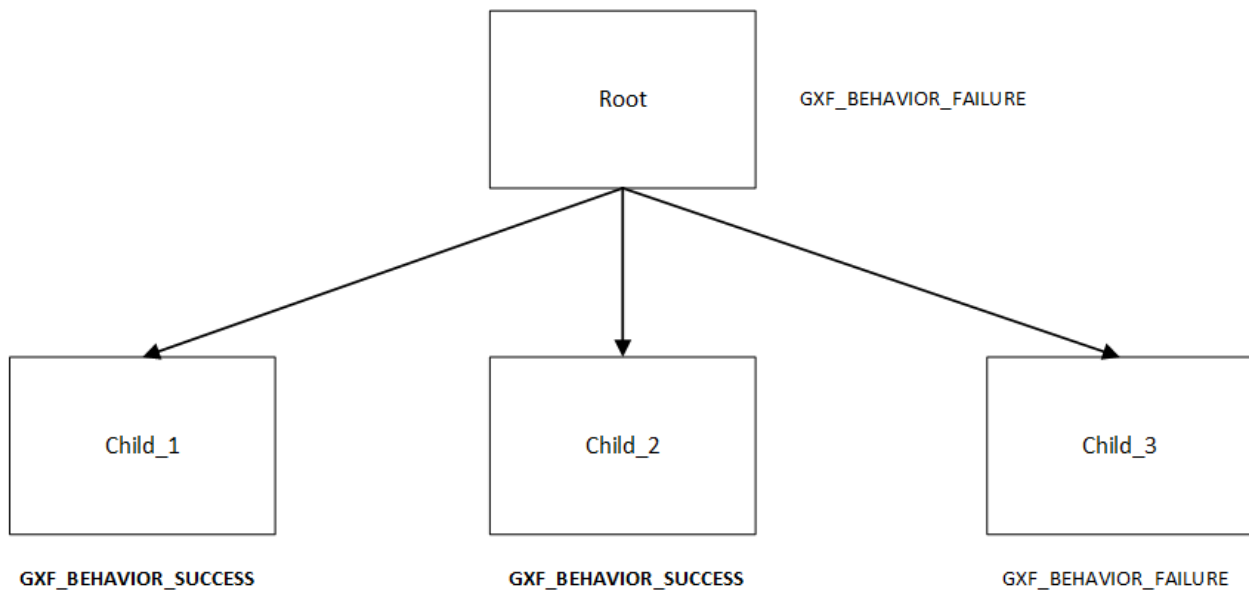 Root
GXF_BEHAVIOR_FAILURE
Child_1
Child_2
Child_3
GXF_BEHAVIOR_SUCCESS
GXF_BEHAVIOR_SUCCESS
GXF_BEHAVIOR_FAILURE